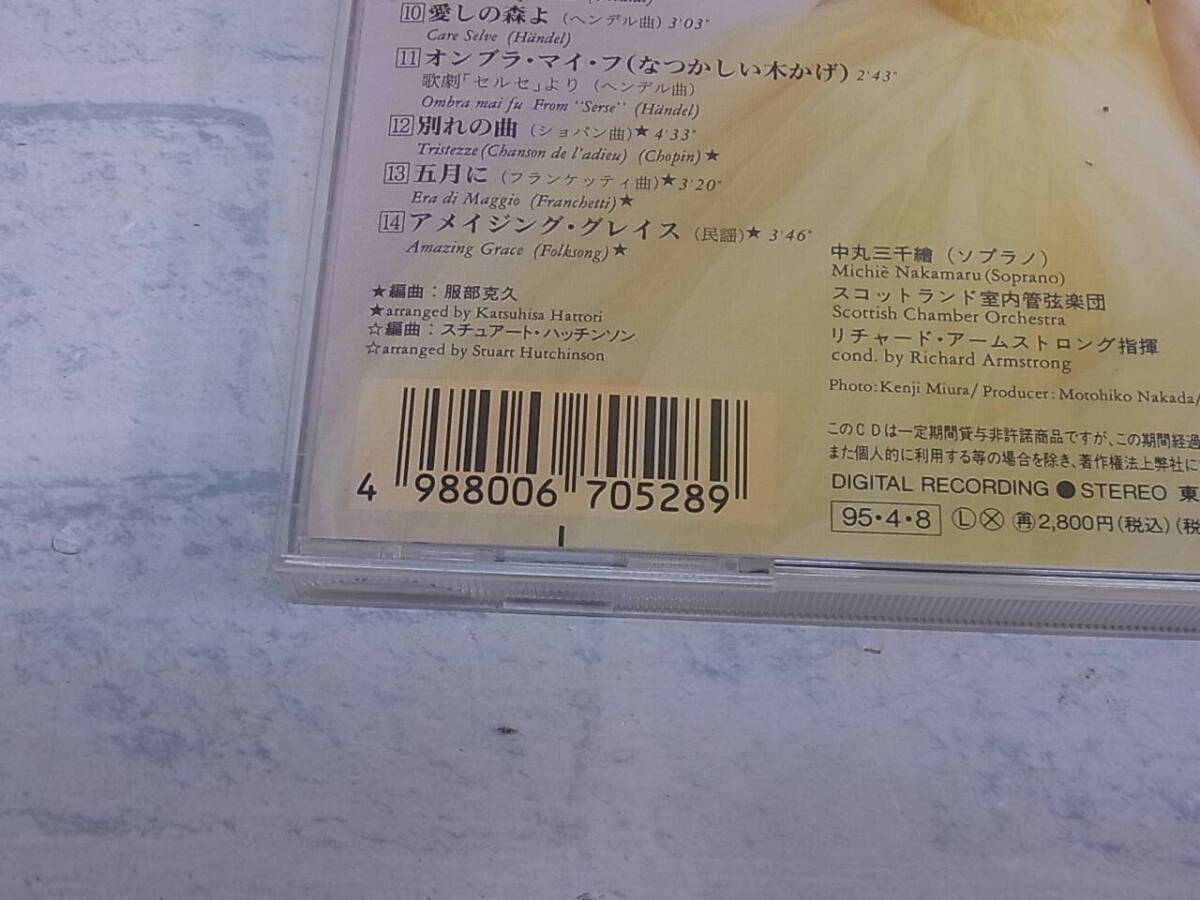 10 愛しの森よ (ヘンデル曲) 3'03"
Care Selve (Händel)
11 オンブラ・マイ・フ(なつかしい木かげ) 2'43"
歌劇「セルセ」より (ヘンデル曲)
Ombra mai fu From "Serse" (Händel)
12 別れの曲 (ショパン曲)★ 4'33"
Tristezze (Chanson de l'adieu) (Chopin)★
13 五月に (フランケッティ曲)★3'20"
Era di Maggio (Franchetti)★
14 アメイジング・グレイス (民謡)★ 3'46"
Amazing Grace (Folksong)★
★編曲:服部克久
★arranged by Katsuhisa Hattori
☆編曲:スチュアート・ハッチンソン
☆arranged by Stuart Hutchinson
4 988006 705289
中丸三千繪 (ソプラノ)
Michiè Nakamaru (Soprano)
スコットランド室内管弦楽団
Scottish Chamber Orchestra
リチャード・アームストロング指揮
cond. by Richard Armstrong
Photo: Kenji Miura/ Producer: Motohiko Nakada/
このCDは一定期間貸与非許諾商品ですが、この期間経過
また個人的に利用する等の場合を除き、著作権法上弊社に
DIGITAL RECORDING ● STEREO 東
95・4・8 Ⓛ Ⓧ ㊢ 2,800円(税込)(税